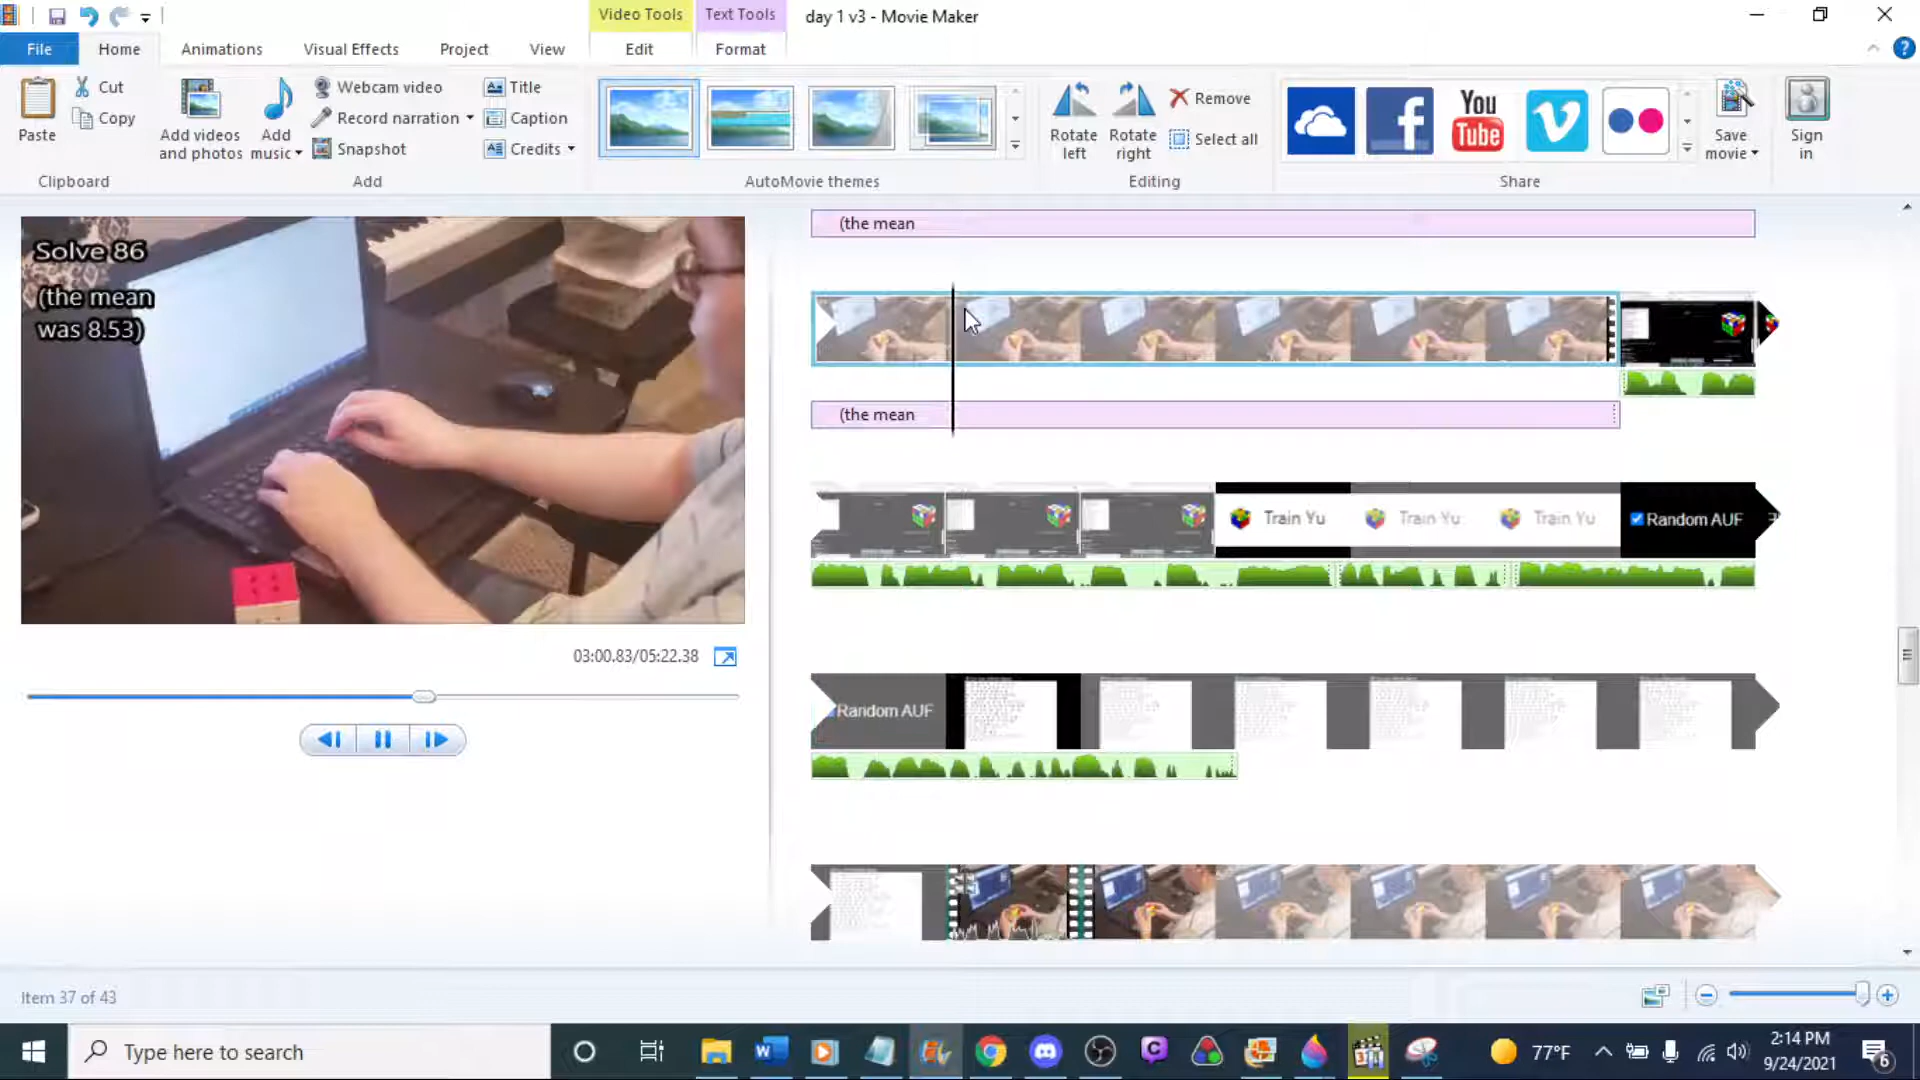 Video Tools
Text Tools
day 1 v3 - Movie Maker
File
Home
Animations
Visual Effects
Project
View
Edit
Format
Paste
Cut
Copy
Clipboard
Add videos
and photos
Add
music
Webcam video
Record narration
Snapshot
Title
Caption
Credits
Add
AutoMovie themes
Rotate
left
Rotate
right
Remove
Select all
Editing
You
Tube
Share
Save
movie
Sign
in
Solve 86
(the mean
was 8.53)
03:00.83/05:22.38
(the mean
(the mean
Train Yu
Train Yu
Train Yu
Random AUF
Random AUF
Item 37 of 43
Type here to search
77°F
2:14 PM
9/24/2021
6